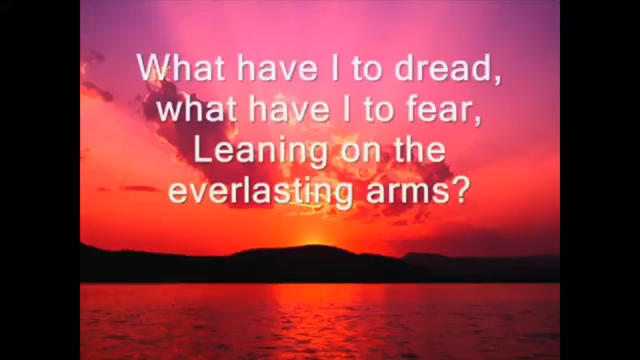 What have I to dread,
what have I to fear,
Leaning on the
everlasting arms?